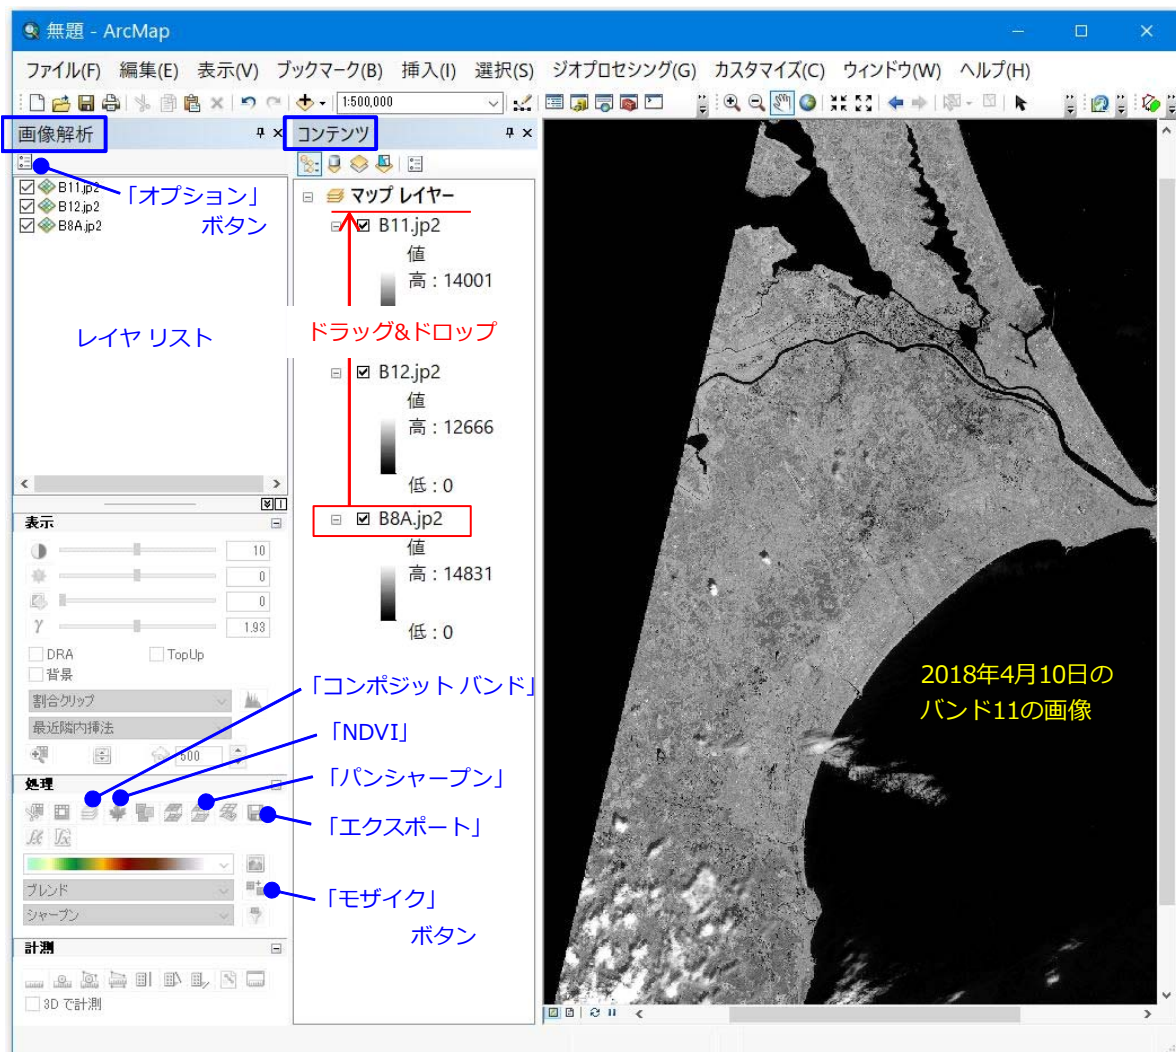 無題 - ArcMap
ファイル(F) 編集(E) 表示(V) ブックマーク(B) 挿入(I) 選択(S) ジオプロセシング(G) カスタマイズ(C) ウィンドウ(W) ヘルプ(H)
1:500,000
画像解析
B11.jp2
B12.jp2
B8A.jp2
「オプション」
ボタン
レイヤ リスト
表示
10
0
0
γ 1.93
DRA TopUp
背景
割合クリップ
最近隣内挿法
500
処理
ブレンド
シャープン
計測
3D で計測
コンテンツ
マップ レイヤー
B11.jp2
値
高 : 14001
ドラッグ&ドロップ
B12.jp2
値
高 : 12666
低 : 0
B8A.jp2
値
高 : 14831
低 : 0
「コンポジット バンド」
「NDVI」
「パンシャープン」
「エクスポート」
「モザイク」
ボタン
2018年4月10日の
バンド11の画像